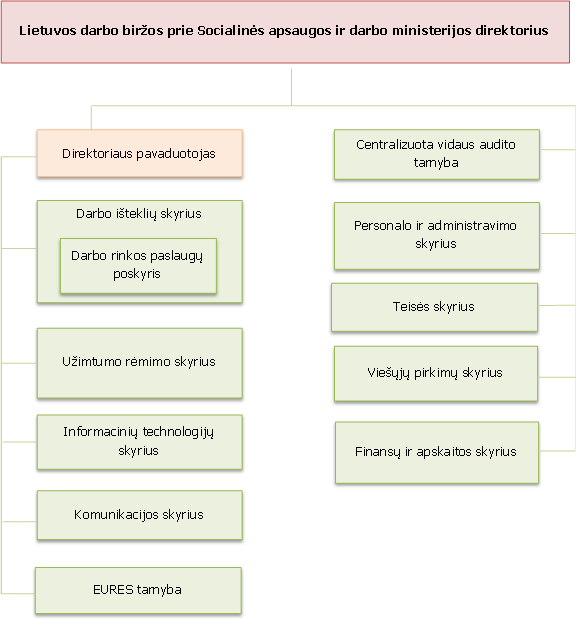 Lietuvos darbo biržos prie Socialinės apsaugos ir darbo ministerijos direktorius
Direktoriaus pavaduotojas
Darbo išteklių skyrius
Darbo rinkos paslaugų
poskyris
Užimtumo rėmimo skyrius
Informacinių technologijų
skyrius
Komunikacijos skyrius
EURES tarnyba
Centralizuota vidaus audito
tarnyba
Personalo ir administravimo
skyrius
Teisės skyrius
Viešųjų pirkimų skyrius
Finansų ir apskaitos skyrius